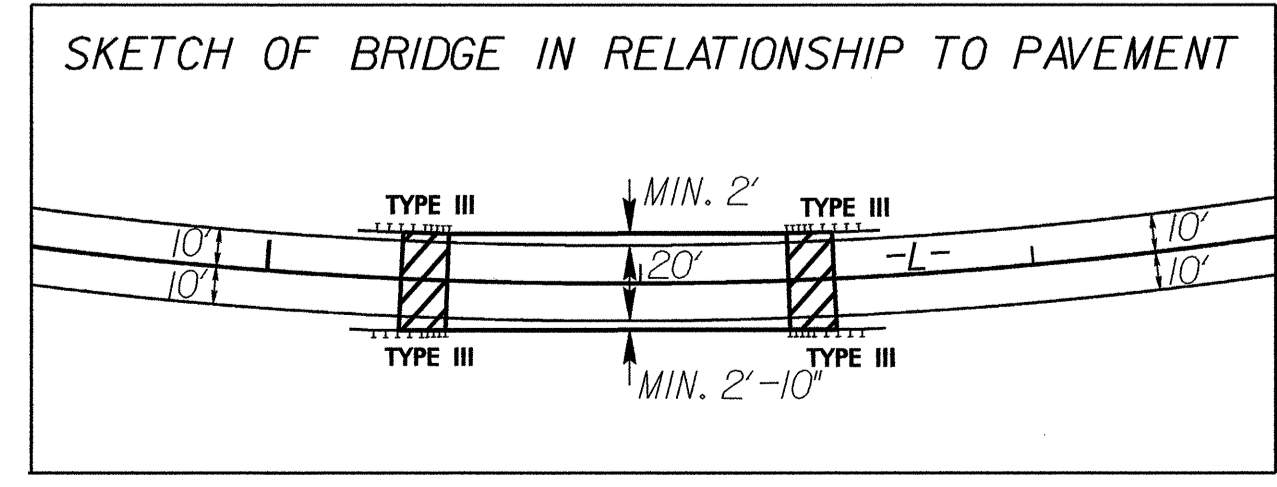 SKETCH OF BRIDGE IN RELATIONSHIP TO PAVEMENT
MIN. 2'
TYPE III
TYPE III
10'
10'
20'
-L-
10'
10'
TYPE III
TYPE III
MIN. 2'-10"